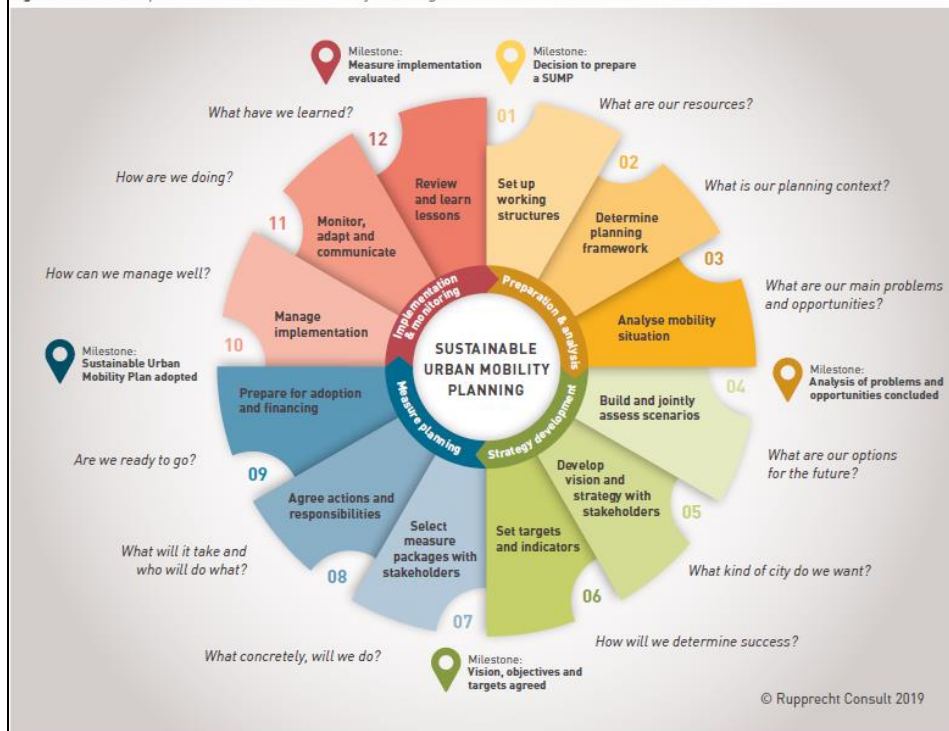 Milestone:
Measure implementation
evaluated
Milestone:
Decision to prepare
a SUMP
What have we learned?
What are our resources?
12
01
How are we doing?
02
Review
and learn
lessons
Set up
working
structures
What is our planning context?
11
Monitor,
adapt and
communicate
Determine
planning
framework
03
How can we manage well?
What are our main problems
and opportunities?
Manage
implementation
Implementation
& monitoring
Preparation & analysis
Analyse mobility
situation
10
Milestone:
Sustainable Urban
Mobility Plan adopted
SUSTAINABLE
URBAN MOBILITY
PLANNING
04
Milestone:
Analysis of problems and
opportunities concluded
Prepare for adoption
and financing
Measure planning
Strategy development
Build and jointly
assess scenarios
Are we ready to go?
09
What are our options
for the future?
Agree actions and
responsibilities
Develop
vision and
strategy with
stakeholders
05
Select
measure
packages with
stakeholders
Set targets
and indicators
What will it take and
who will do what?
08
What kind of city do we want?
07
06
What concretely, will we do?
How will we determine success?
Milestone:
Vision, objectives and
targets agreed
© Rupprecht Consult 2019